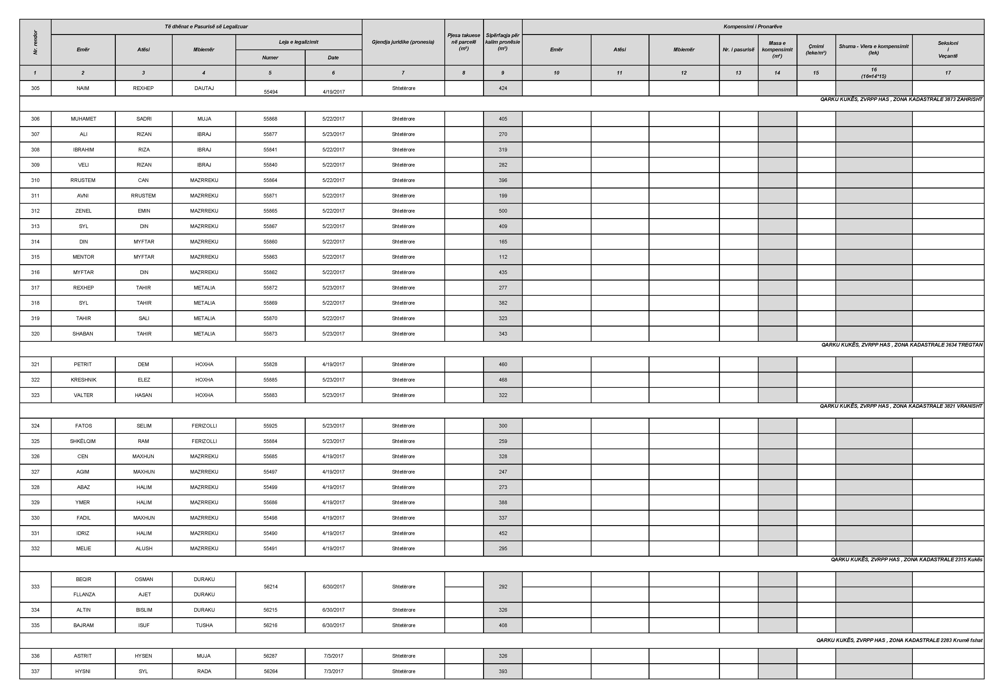 Nr. rendor Të dhënat e Pasurisë së Legalizuar Gjendja juridike (pronesia) Pjesa takuese në parcelë (m²) Sipërfaqja për kalim pronësie (m²) Kompensimi i Pronarëve
Emër Atësi Mbiemër Leja e legalizimit Emër Atësi Mbiemër Nr. i pasurisë Masa e kompensimit (m²) Çmimi (leke/m²) Shuma - Vlera e kompensimit (lek) Seksioni i Veçantë
Numer Date
1 2 3 4 5 6 7 8 9 10 11 12 13 14 15 16 (16=14*15) 17
305 NAIM REXHEP DAUTAJ 55494 4/19/2017 Shtetërore 424
QARKU KUKËS, ZVRPP HAS , ZONA KADASTRALE 3873 ZAHRISHT
306 MUHAMET SADRI MUJA 55868 5/22/2017 Shtetërore 405
307 ALI RIZAN IBRAJ 55877 5/23/2017 Shtetërore 270
308 IBRAHIM RIZA IBRAJ 55841 5/22/2017 Shtetërore 319
309 VELI RIZAN IBRAJ 55840 5/22/2017 Shtetërore 282
310 RRUSTEM CAN MAZRREKU 55864 5/22/2017 Shtetërore 396
311 AVNI RRUSTEM MAZRREKU 55871 5/22/2017 Shtetërore 199
312 ZENEL EMIN MAZRREKU 55865 5/22/2017 Shtetërore 500
313 SYL DIN MAZRREKU 55867 5/22/2017 Shtetërore 409
314 DIN MYFTAR MAZRREKU 55860 5/22/2017 Shtetërore 165
315 MENTOR MYFTAR MAZRREKU 55863 5/22/2017 Shtetërore 112
316 MYFTAR DIN MAZRREKU 55862 5/22/2017 Shtetërore 435
317 REXHEP TAHIR METALIA 55872 5/23/2017 Shtetërore 277
318 SYL TAHIR METALIA 55869 5/22/2017 Shtetërore 382
319 TAHIR SALI METALIA 55870 5/22/2017 Shtetërore 323
320 SHABAN TAHIR METALIA 55873 5/23/2017 Shtetërore 343
QARKU KUKËS, ZVRPP HAS , ZONA KADASTRALE 3634 TREGTAN
321 PETRIT DEM HOXHA 55828 4/19/2017 Shtetërore 460
322 KRESHNIK ELEZ HOXHA 55885 5/23/2017 Shtetërore 468
323 VALTER HASAN HOXHA 55883 5/23/2017 Shtetërore 322
QARKU KUKËS, ZVRPP HAS , ZONA KADASTRALE 3821 VRANISHT
324 FATOS SELIM FERIZOLLI 55925 5/23/2017 Shtetërore 300
325 SHKËLQIM RAM FERIZOLLI 55884 5/23/2017 Shtetërore 259
326 CEN MAXHUN MAZRREKU 55685 4/19/2017 Shtetërore 328
327 AGIM MAXHUN MAZRREKU 55497 4/19/2017 Shtetërore 247
328 ABAZ HALIM MAZRREKU 55499 4/19/2017 Shtetërore 273
329 YMER HALIM MAZRREKU 55686 4/19/2017 Shtetërore 388
330 FADIL MAXHUN MAZRREKU 55498 4/19/2017 Shtetërore 337
331 IDRIZ HALIM MAZRREKU 55490 4/19/2017 Shtetërore 452
332 MELIE ALUSH MAZRREKU 55491 4/19/2017 Shtetërore 295
QARKU KUKËS, ZVRPP HAS , ZONA KADASTRALE 2315 Kukës
333 BEQIR OSMAN DURAKU 56214 6/30/2017 Shtetërore 292
FLLANZA AJET DURAKU
334 ALTIN BISLIM DURAKU 56215 6/30/2017 Shtetërore 326
335 BAJRAM ISUF TUSHA 56216 6/30/2017 Shtetërore 408
QARKU KUKËS, ZVRPP HAS , ZONA KADASTRALE 2283 Krumë fshat
336 ASTRIT HYSEN MUJA 56287 7/3/2017 Shtetërore 326
337 HYSNI SYL RADA 56264 7/3/2017 Shtetërore 393